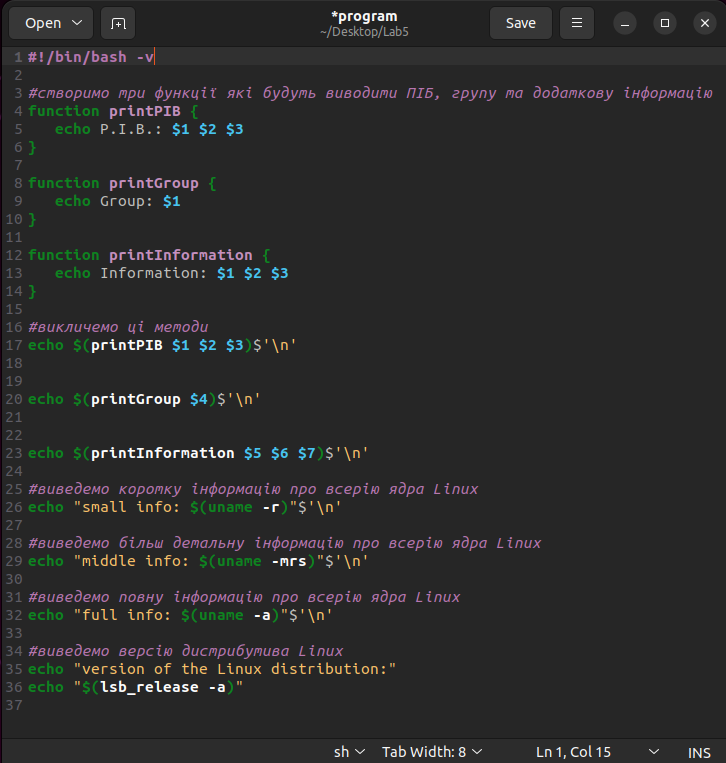 Open
*program
~/Desktop/Lab5
Save
1 #!/bin/bash -v
2
3 #створимо три функції які будуть виводити ПІБ, групу та додаткову інформацію
4 function printPIB {
5    echo P.I.B.: $1 $2 $3
6 }
7
8 function printGroup {
9    echo Group: $1
10 }
11
12 function printInformation {
13    echo Information: $1 $2 $3
14 }
15
16 #викличемо ці методи
17 echo $(printPIB $1 $2 $3)$'\n'
18
19
20 echo $(printGroup $4)$'\n'
21
22
23 echo $(printInformation $5 $6 $7)$'\n'
24
25 #виведемо коротку інформацію про всерію ядра Linux
26 echo "small info: $(uname -r)"$'\n'
27
28 #виведемо більш детальну інформацію про всерію ядра Linux
29 echo "middle info: $(uname -mrs)"$'\n'
30
31 #виведемо повну інформацію про всерію ядра Linux
32 echo "full info: $(uname -a)"$'\n'
33
34 #виведемо версію дистрибутива Linux
35 echo "version of the Linux distribution:"
36 echo "$(lsb_release -a)"
37
sh Tab Width: 8 Ln 1, Col 15 INS